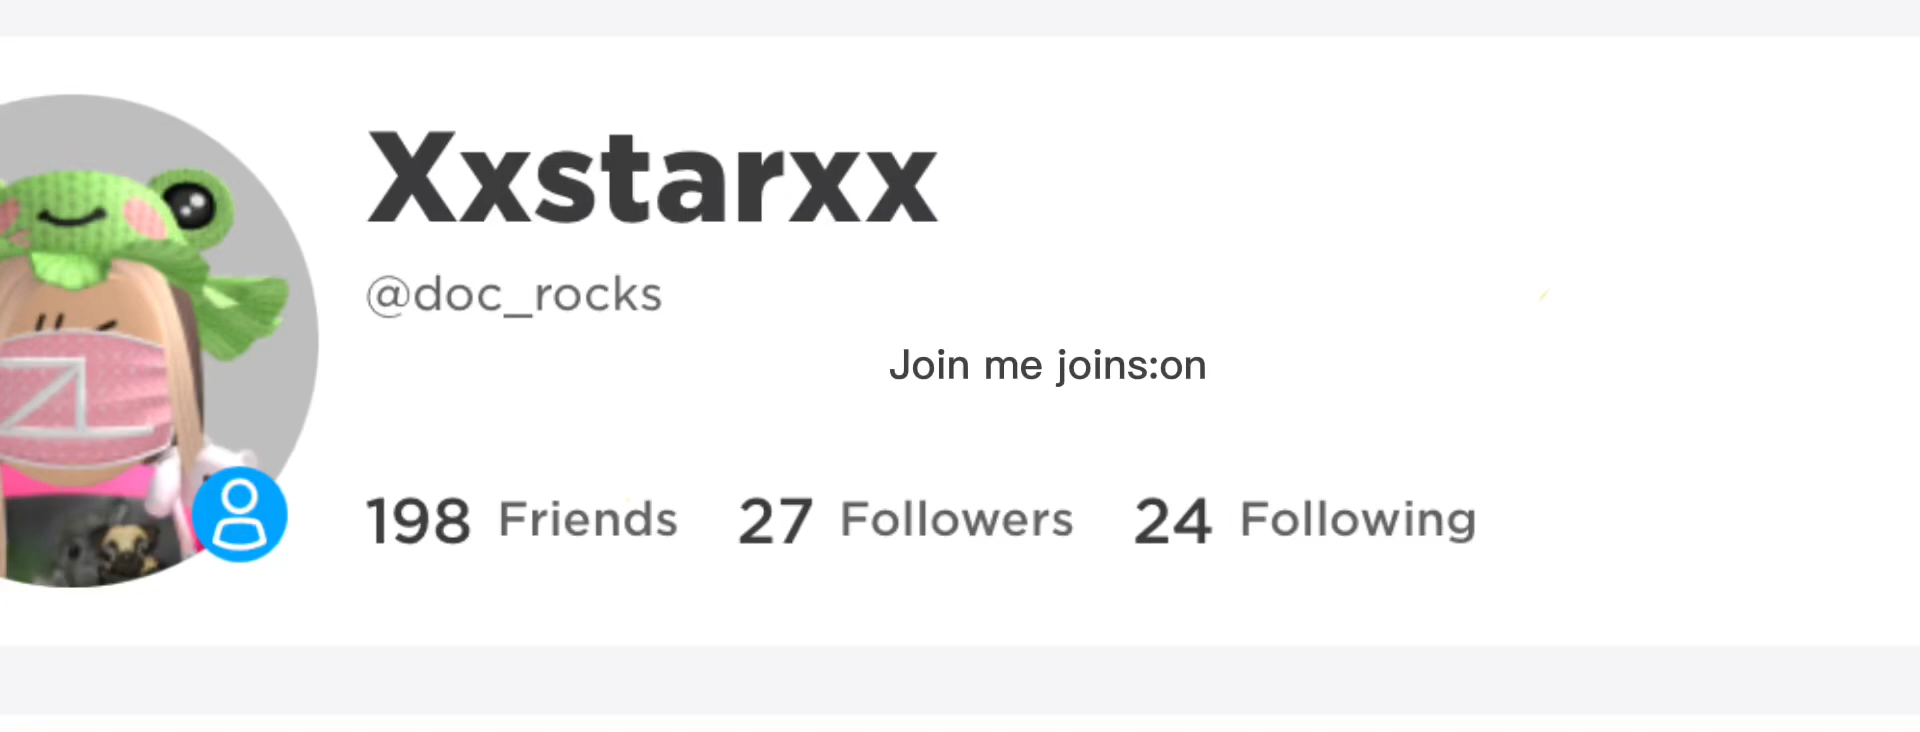 Xxstarxx
@doc_rocks
Join me joins:on
198 Friends 27 Followers 24 Following